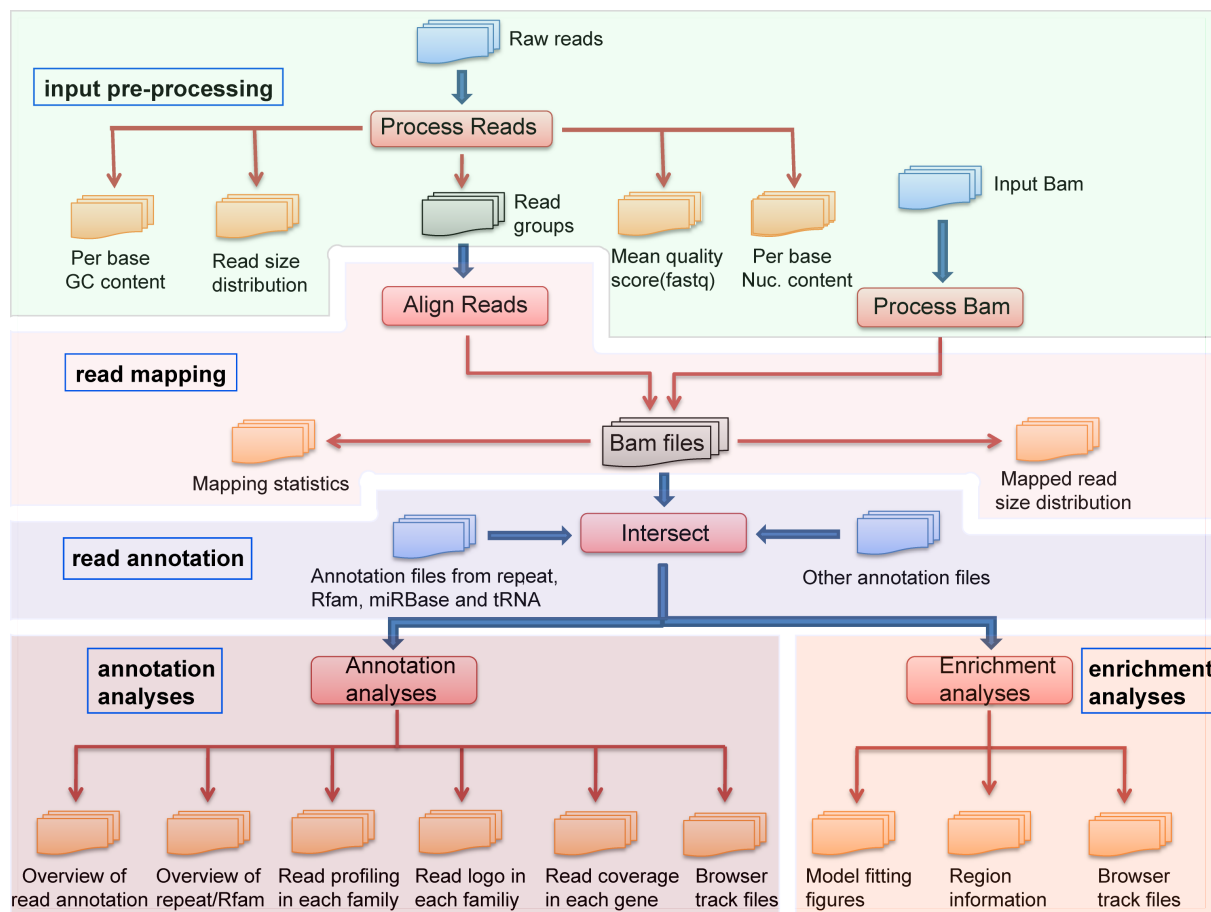 Raw reads
input pre-processing
Process Reads
Input Bam
Read
groups
Per base
GC content
Read size
distribution
Mean quality
score(fastq)
Per base
Nuc. content
Align Reads
Process Bam
read mapping
Bam files
Mapping statistics
Mapped read
size distribution
Intersect
read annotation
Annotation files from repeat,
Rfam, miRBase and tRNA
Other annotation files
annotation
analyses
Annotation
analyses
Enrichment
analyses
enrichment
analyses
Overview of
read annotation
Overview of
repeat/Rfam
Read profiling
in each family
Read logo in
each familiy
Read coverage
in each gene
Browser
track files
Model fitting
figures
Region
information
Browser
track files